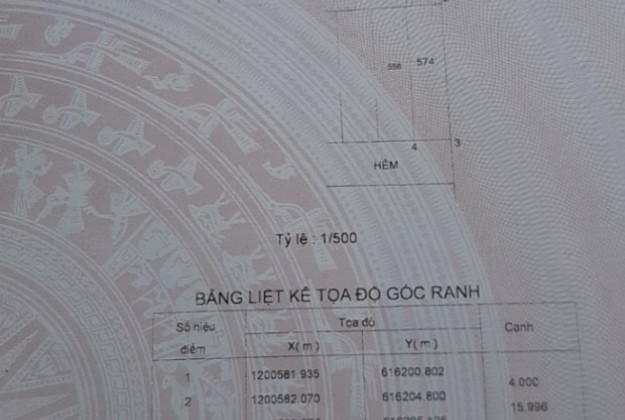 556 574
4 3
HẺM
Tỷ lệ : 1/500
BẢNG LIỆT KÊ TỌA ĐỘ GÓC RANH
Số hiệu điểm
Tọa độ
Cạnh
X( m )
Y( m )
1 1200581.935 616200.802
4.000
2 1200582.070 616204.800
15.996